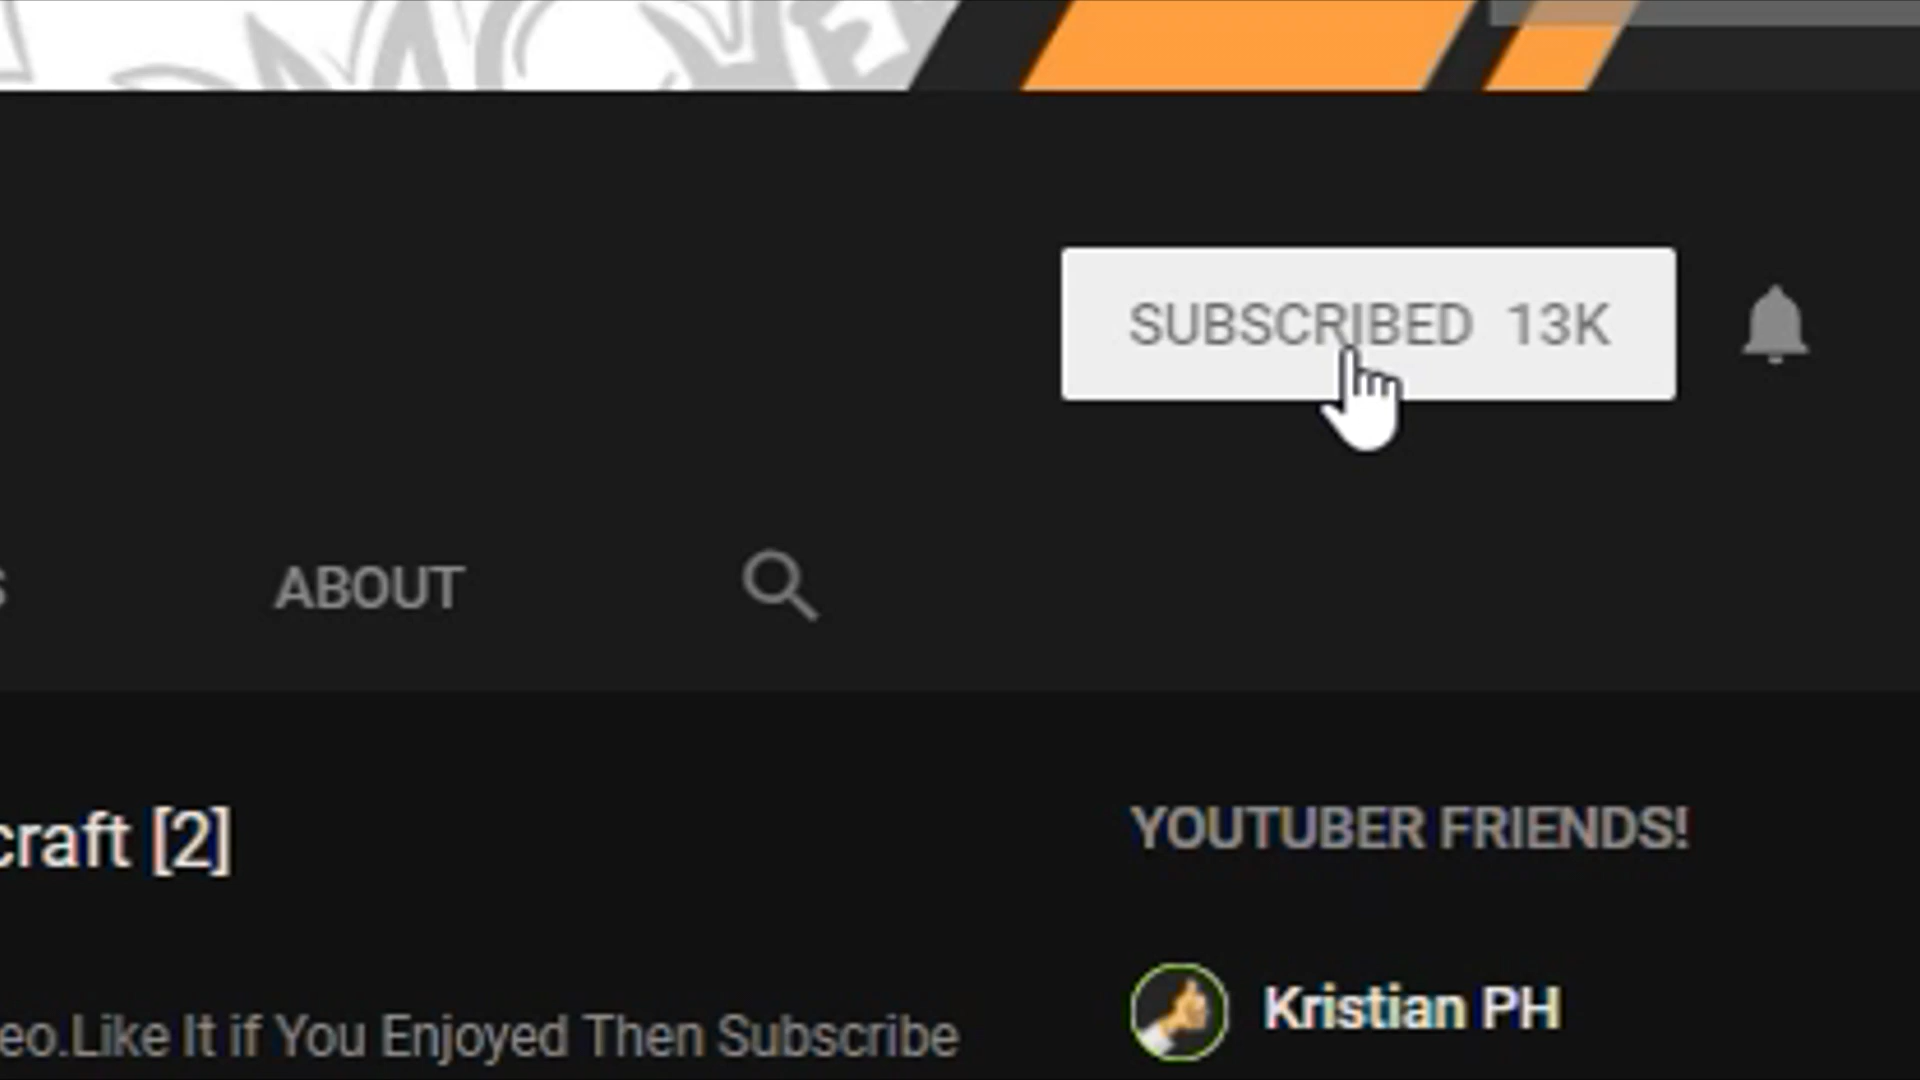 SUBSCRIBED 13K
ABOUT
craft [2]
YOUTUBER FRIENDS!
Kristian PH
eo.Like It if You Enjoyed Then Subscribe